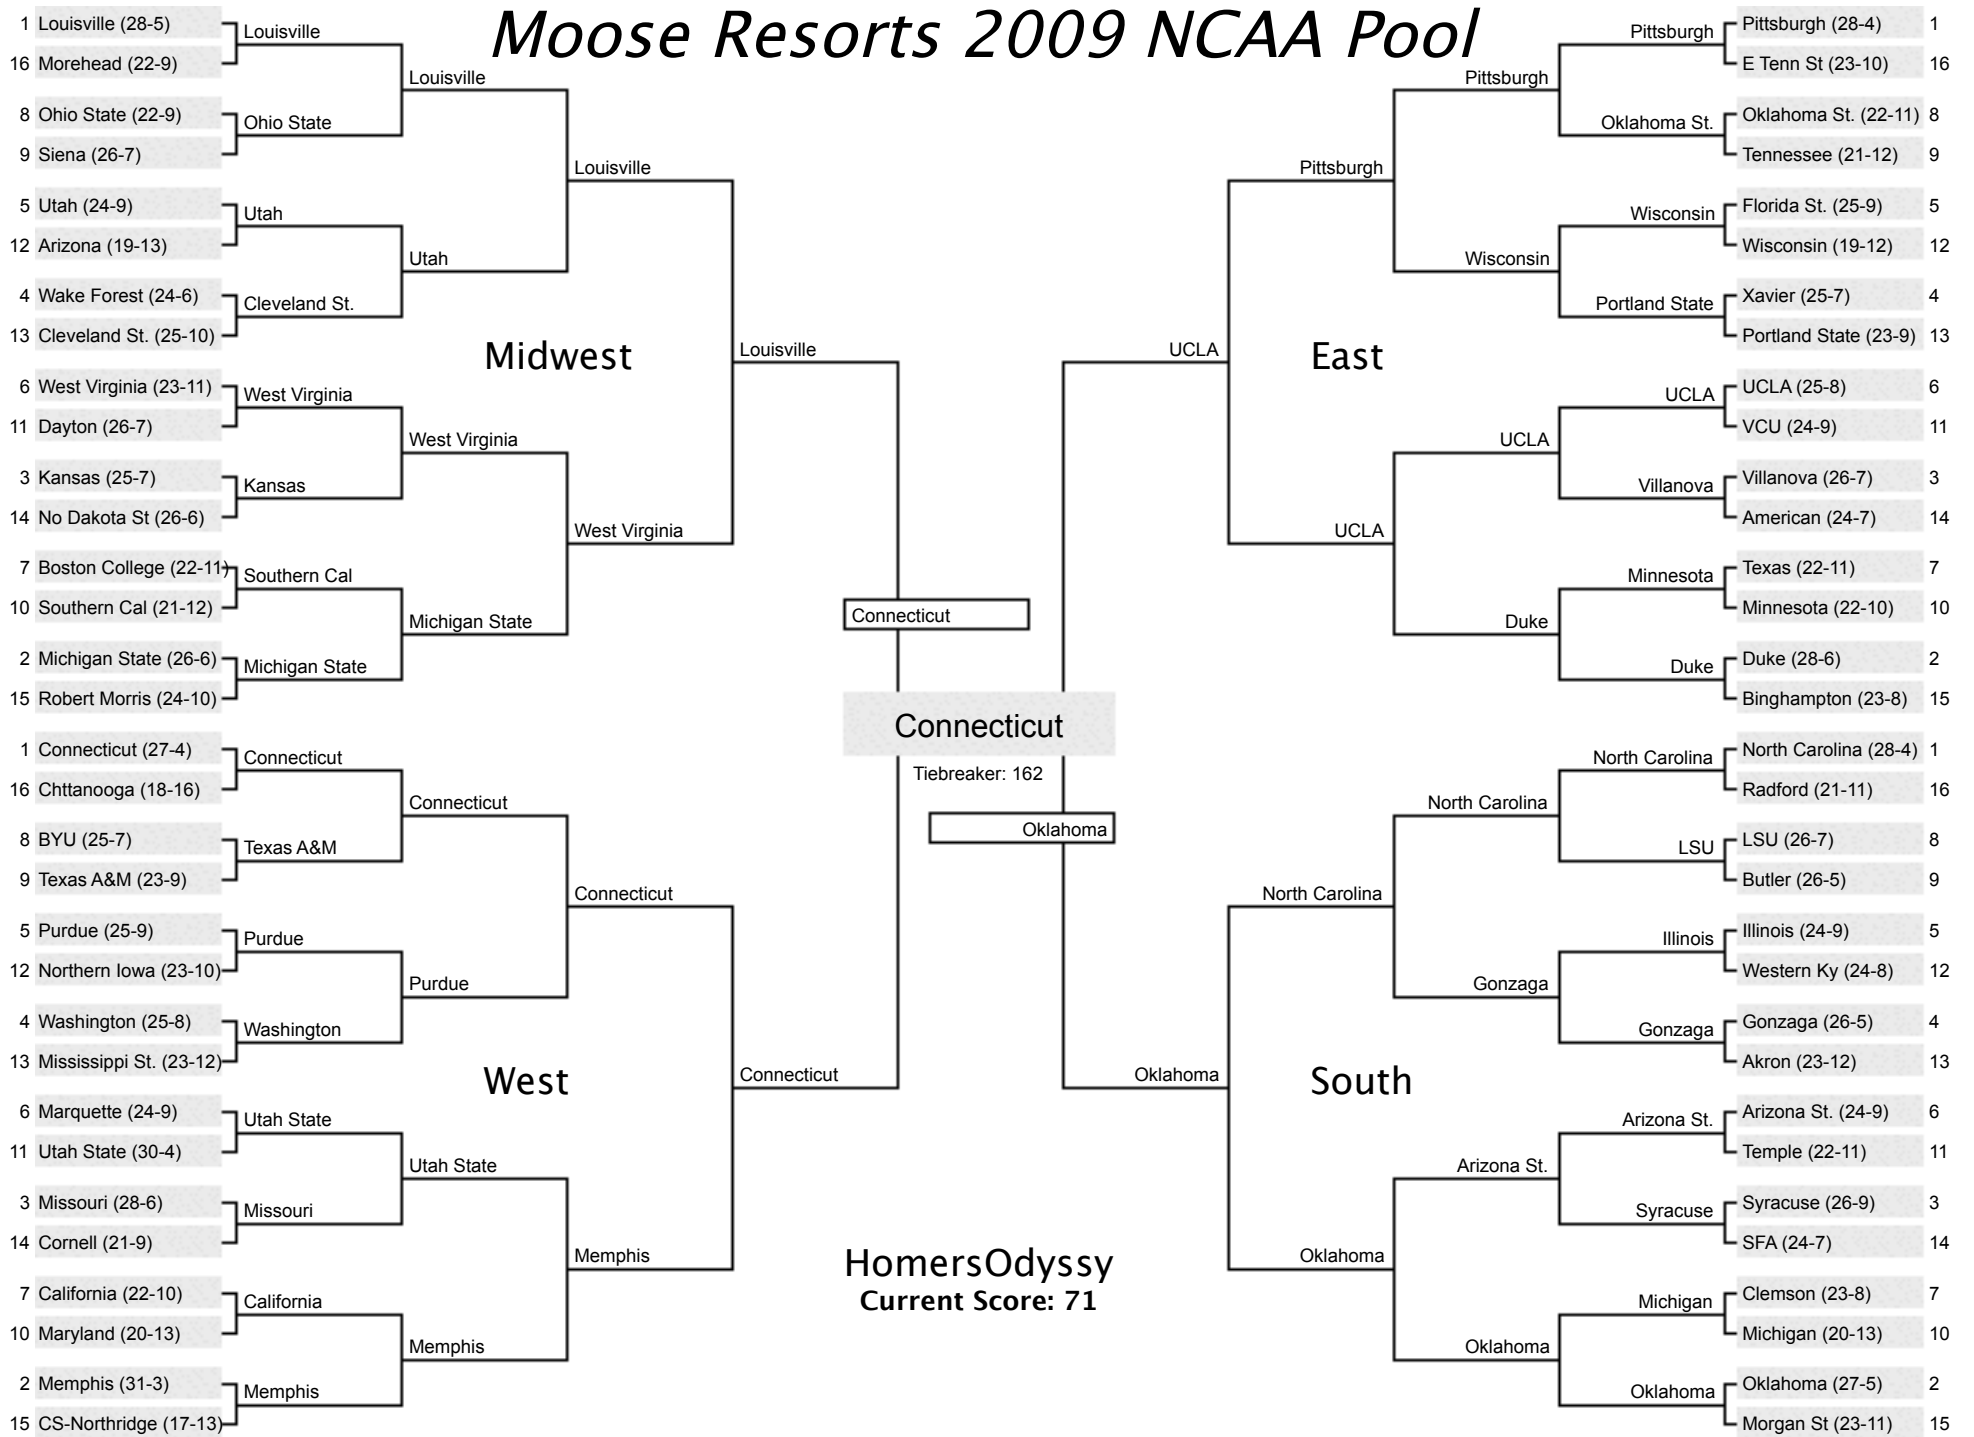 Moose Resorts 2009 NCAA Pool
1 Louisville (28-5)
16 Morehead (22-9)
8 Ohio State (22-9)
9 Siena (26-7)
5 Utah (24-9)
12 Arizona (19-13)
4 Wake Forest (24-6)
13 Cleveland St. (25-10)
6 West Virginia (23-11)
11 Dayton (26-7)
3 Kansas (25-7)
14 No Dakota St (26-6)
7 Boston College (22-11)
10 Southern Cal (21-12)
2 Michigan State (26-6)
15 Robert Morris (24-10)
Louisville
Ohio State
Utah
Cleveland St.
West Virginia
Kansas
Southern Cal
Michigan State
Louisville
Utah
West Virginia
Michigan State
Louisville
West Virginia
Louisville
Midwest
1 Connecticut (27-4)
16 Chttanooga (18-16)
8 BYU (25-7)
9 Texas A&M (23-9)
5 Purdue (25-9)
12 Northern Iowa (23-10)
4 Washington (25-8)
13 Mississippi St. (23-12)
6 Marquette (24-9)
11 Utah State (30-4)
3 Missouri (28-6)
14 Cornell (21-9)
7 California (22-10)
10 Maryland (20-13)
2 Memphis (31-3)
15 CS-Northridge (17-13)
Connecticut
Texas A&M
Purdue
Washington
Utah State
Missouri
California
Memphis
Connecticut
Purdue
Utah State
Memphis
Connecticut
Memphis
Connecticut
West
Connecticut
Connecticut
Tiebreaker: 162
Oklahoma
HomersOdyssy
Current Score: 71
Pittsburgh (28-4) 1
E Tenn St (23-10) 16
Oklahoma St. (22-11) 8
Tennessee (21-12) 9
Florida St. (25-9) 5
Wisconsin (19-12) 12
Xavier (25-7) 4
Portland State (23-9) 13
UCLA (25-8) 6
VCU (24-9) 11
Villanova (26-7) 3
American (24-7) 14
Texas (22-11) 7
Minnesota (22-10) 10
Duke (28-6) 2
Binghampton (23-8) 15
Pittsburgh
Oklahoma St.
Wisconsin
Portland State
UCLA
Villanova
Minnesota
Duke
Pittsburgh
Wisconsin
UCLA
Duke
Pittsburgh
UCLA
UCLA
East
North Carolina (28-4) 1
Radford (21-11) 16
LSU (26-7) 8
Butler (26-5) 9
Illinois (24-9) 5
Western Ky (24-8) 12
Gonzaga (26-5) 4
Akron (23-12) 13
Arizona St. (24-9) 6
Temple (22-11) 11
Syracuse (26-9) 3
SFA (24-7) 14
Clemson (23-8) 7
Michigan (20-13) 10
Oklahoma (27-5) 2
Morgan St (23-11) 15
North Carolina
LSU
Illinois
Gonzaga
Arizona St.
Syracuse
Michigan
Oklahoma
North Carolina
Gonzaga
Arizona St.
Oklahoma
North Carolina
Oklahoma
Oklahoma
South